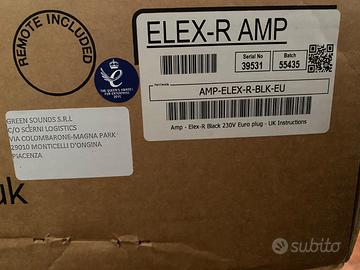 REMOTE INCLUDED
ELEX-R AMP
Serial No
39531
Batch
55435
AMP-ELEX-R-BLK-EU
Amp - Elex-R Black 230V Euro plug - UK Instructions
THE QUEEN'S AWARDS
FOR ENTERPRISE
GREEN SOUNDS S.R.L
C/O SCERNI LOGISTICS
VIA COLOMBARONE-MAGNA PARK
29010 MONTICELLI D'ONGINA
PIACENZA
uk
subito